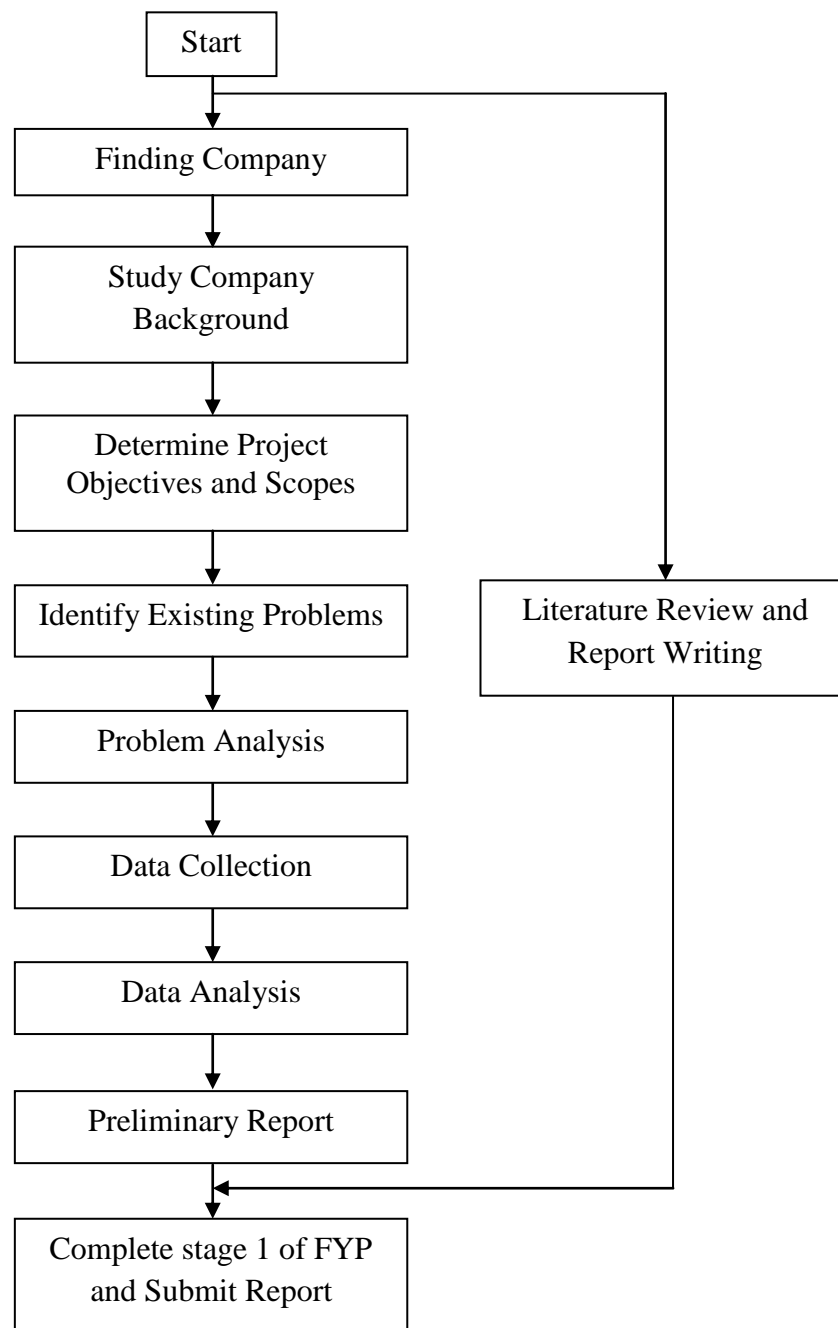 Start
Finding Company
Study Company
Background
Determine Project
Objectives and Scopes
Identify Existing Problems
Literature Review and
Report Writing
Problem Analysis
Data Collection
Data Analysis
Preliminary Report
Complete stage 1 of FYP
and Submit Report